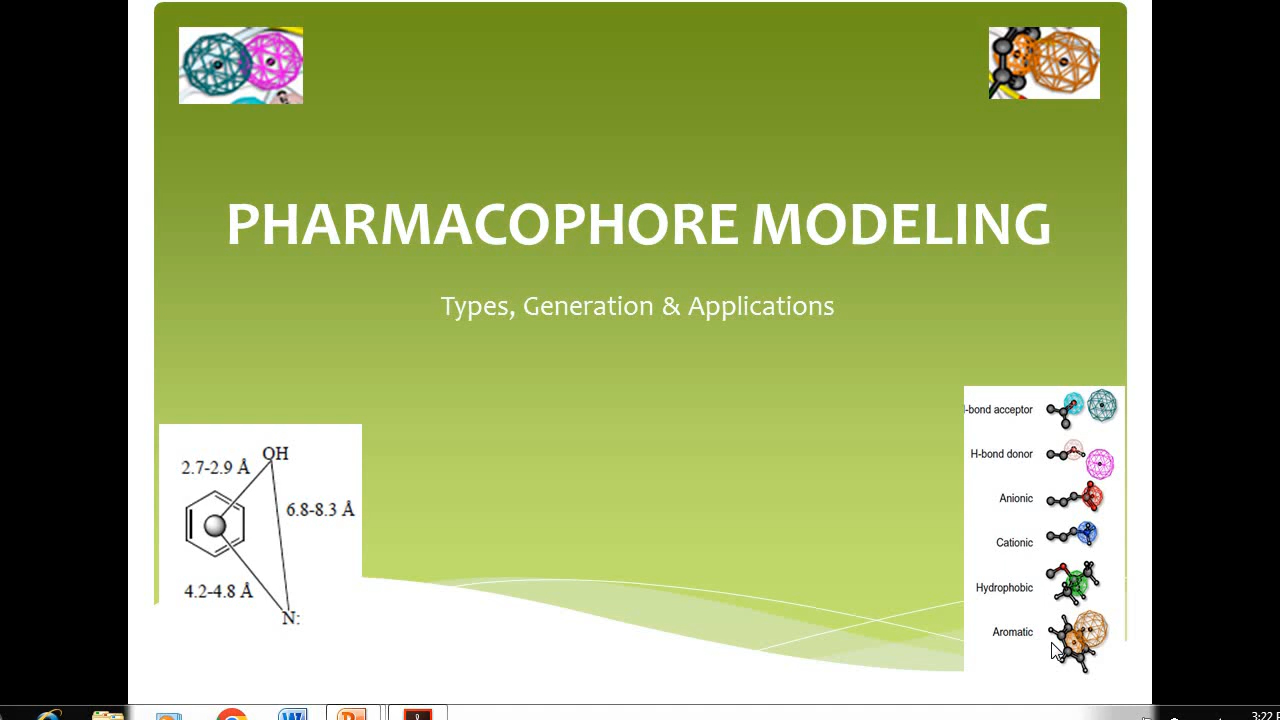 PHARMACOPHORE MODELING
Types, Generation & Applications
OH
2.7-2.9 Å
6.8-8.3 Å
4.2-4.8 Å
N:
-bond acceptor
H-bond donor
Anionic
Cationic
Hydrophobic
Aromatic
3:22